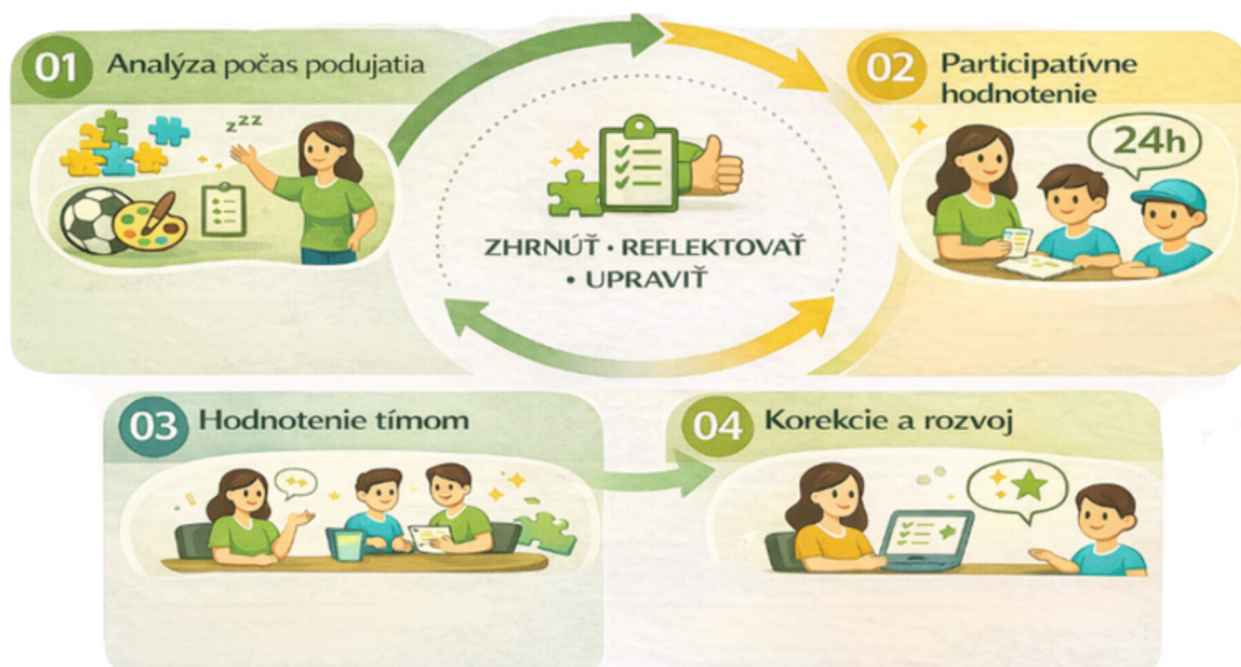 01 Analýza počas podujatia
zzz
02 Participatívne
hodnotenie
24h
ZHRNÚŤ • REFLEKTOVAŤ
• UPRAVIŤ
03 Hodnotenie tímom
04 Korekcie a rozvoj